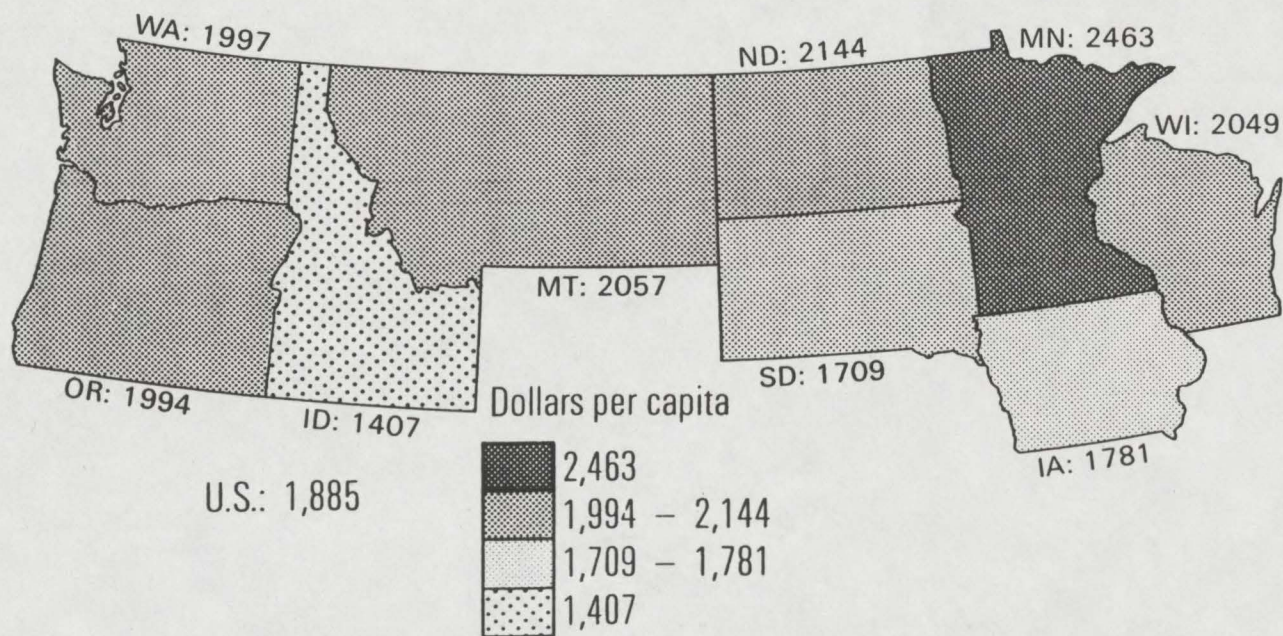 WA: 1997
ND: 2144
MN: 2463
WI: 2049
MT: 2057
SD: 1709
OR: 1994
ID: 1407
IA: 1781
U.S.: 1,885
Dollars per capita
2,463
1,994 – 2,144
1,709 – 1,781
1,407